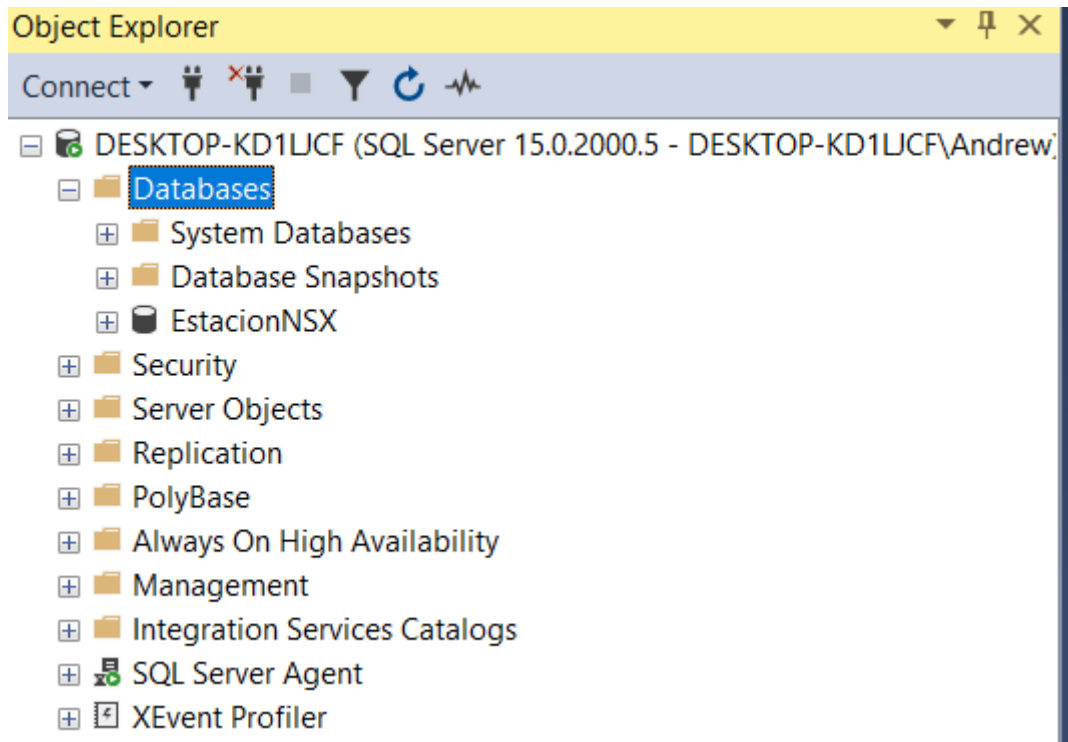 Object Explorer
Connect
DESKTOP-KD1LJCF (SQL Server 15.0.2000.5 - DESKTOP-KD1LJCF\Andrew)
Databases
System Databases
Database Snapshots
EstacionNSX
Security
Server Objects
Replication
PolyBase
Always On High Availability
Management
Integration Services Catalogs
SQL Server Agent
XEvent Profiler